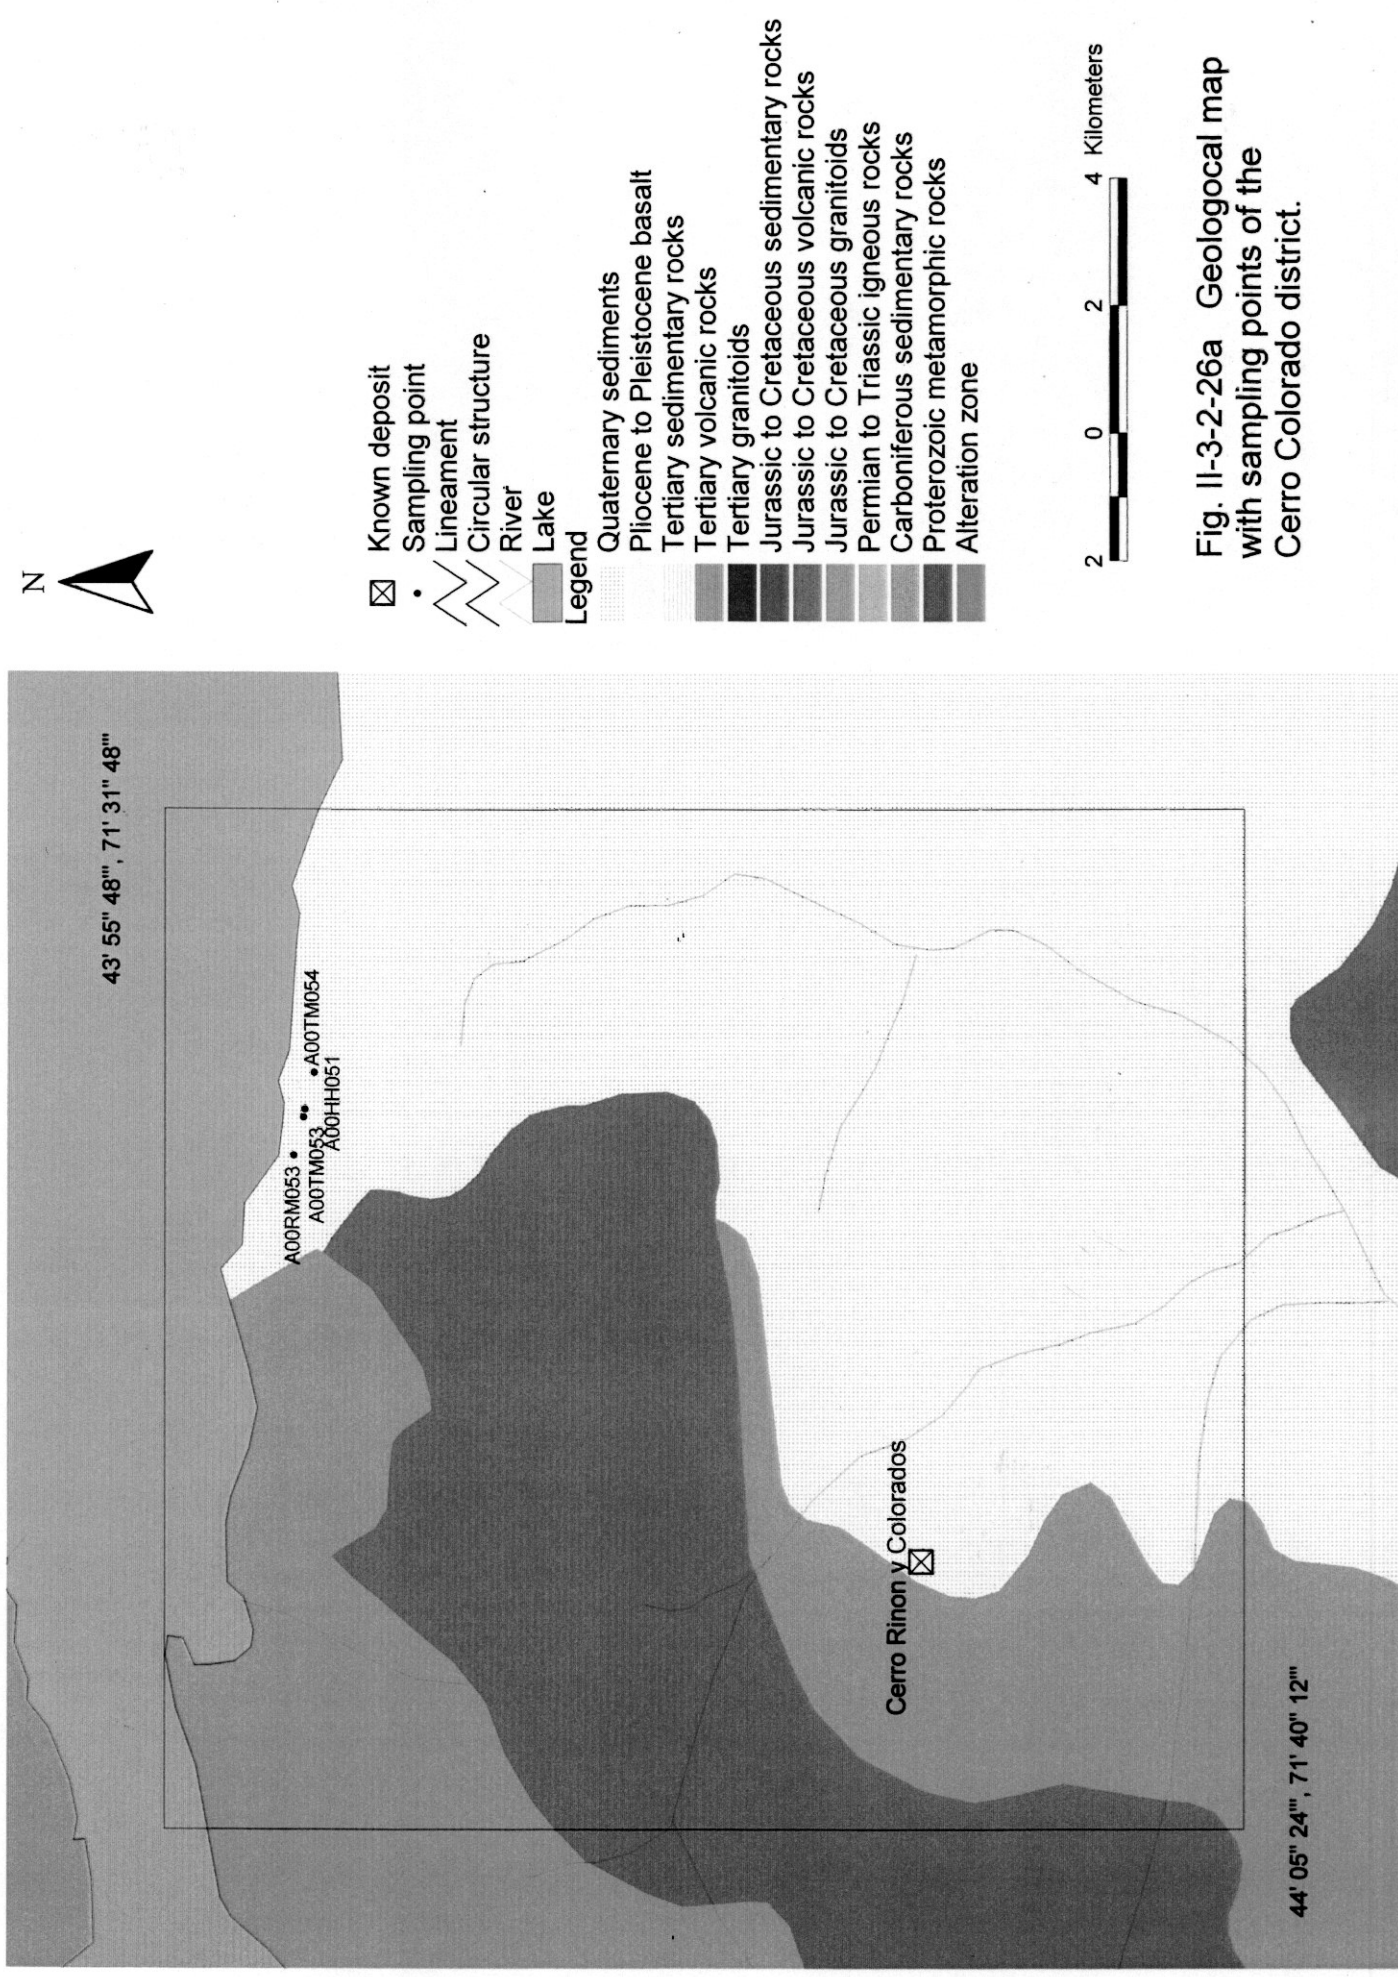 N
43' 55" 48"', 71' 31" 48"'
A00RM053
A00TM053
A00HH051
A00TM054
Cerro Rinon y Colorados
44' 05" 24"', 71' 40" 12"'
Known deposit
Sampling point
Lineament
Circular structure
River
Lake
Legend
Quaternary sediments
Pliocene to Pleistocene basalt
Tertiary sedimentary rocks
Tertiary volcanic rocks
Tertiary granitoids
Jurassic to Cretaceous sedimentary rocks
Jurassic to Cretaceous volcanic rocks
Jurassic to Cretaceous granitoids
Permian to Triassic igneous rocks
Carboniferous sedimentary rocks
Proterozoic metamorphic rocks
Alteration zone
2 0 2 4 Kilometers
Fig. II-3-2-26a Geologocal map
with sampling points of the
Cerro Colorado district.